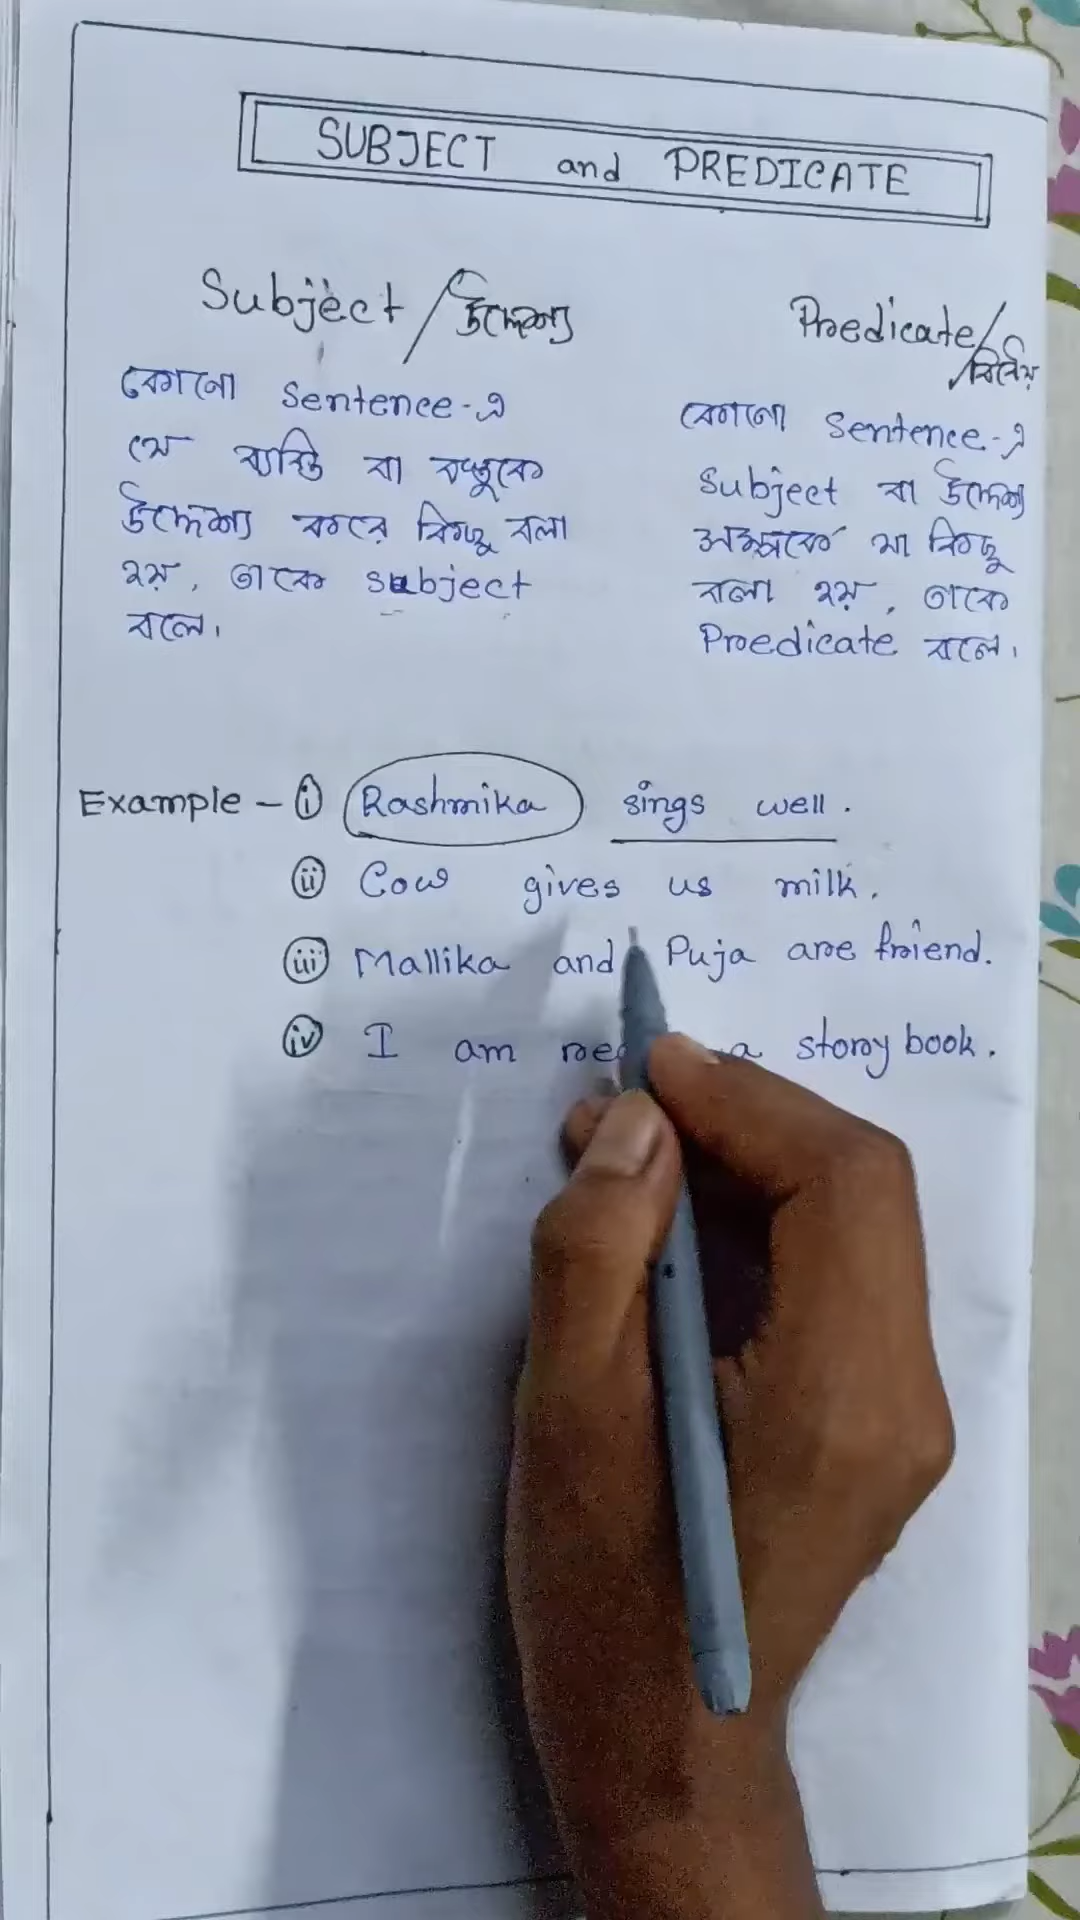 SUBJECT and PREDICATE
Subject / উদ্দেশ্য
কোনো Sentence-এ
যে ব্যক্তি বা বস্তুকে
উদ্দেশ্য করে কিছু বলা
হয়, তাকে subject
বলে।
Predicate / বিধেয়
কোনো Sentence-এ
Subject বা উদ্দেশ্য
সম্পর্কে যা কিছু
বলা হয়, তাকে
Predicate বলে।
Example - (i) Rashmika sings well.
(ii) Cow gives us milk.
(iii) Mallika and Puja are friend.
(iv) I am a story book.